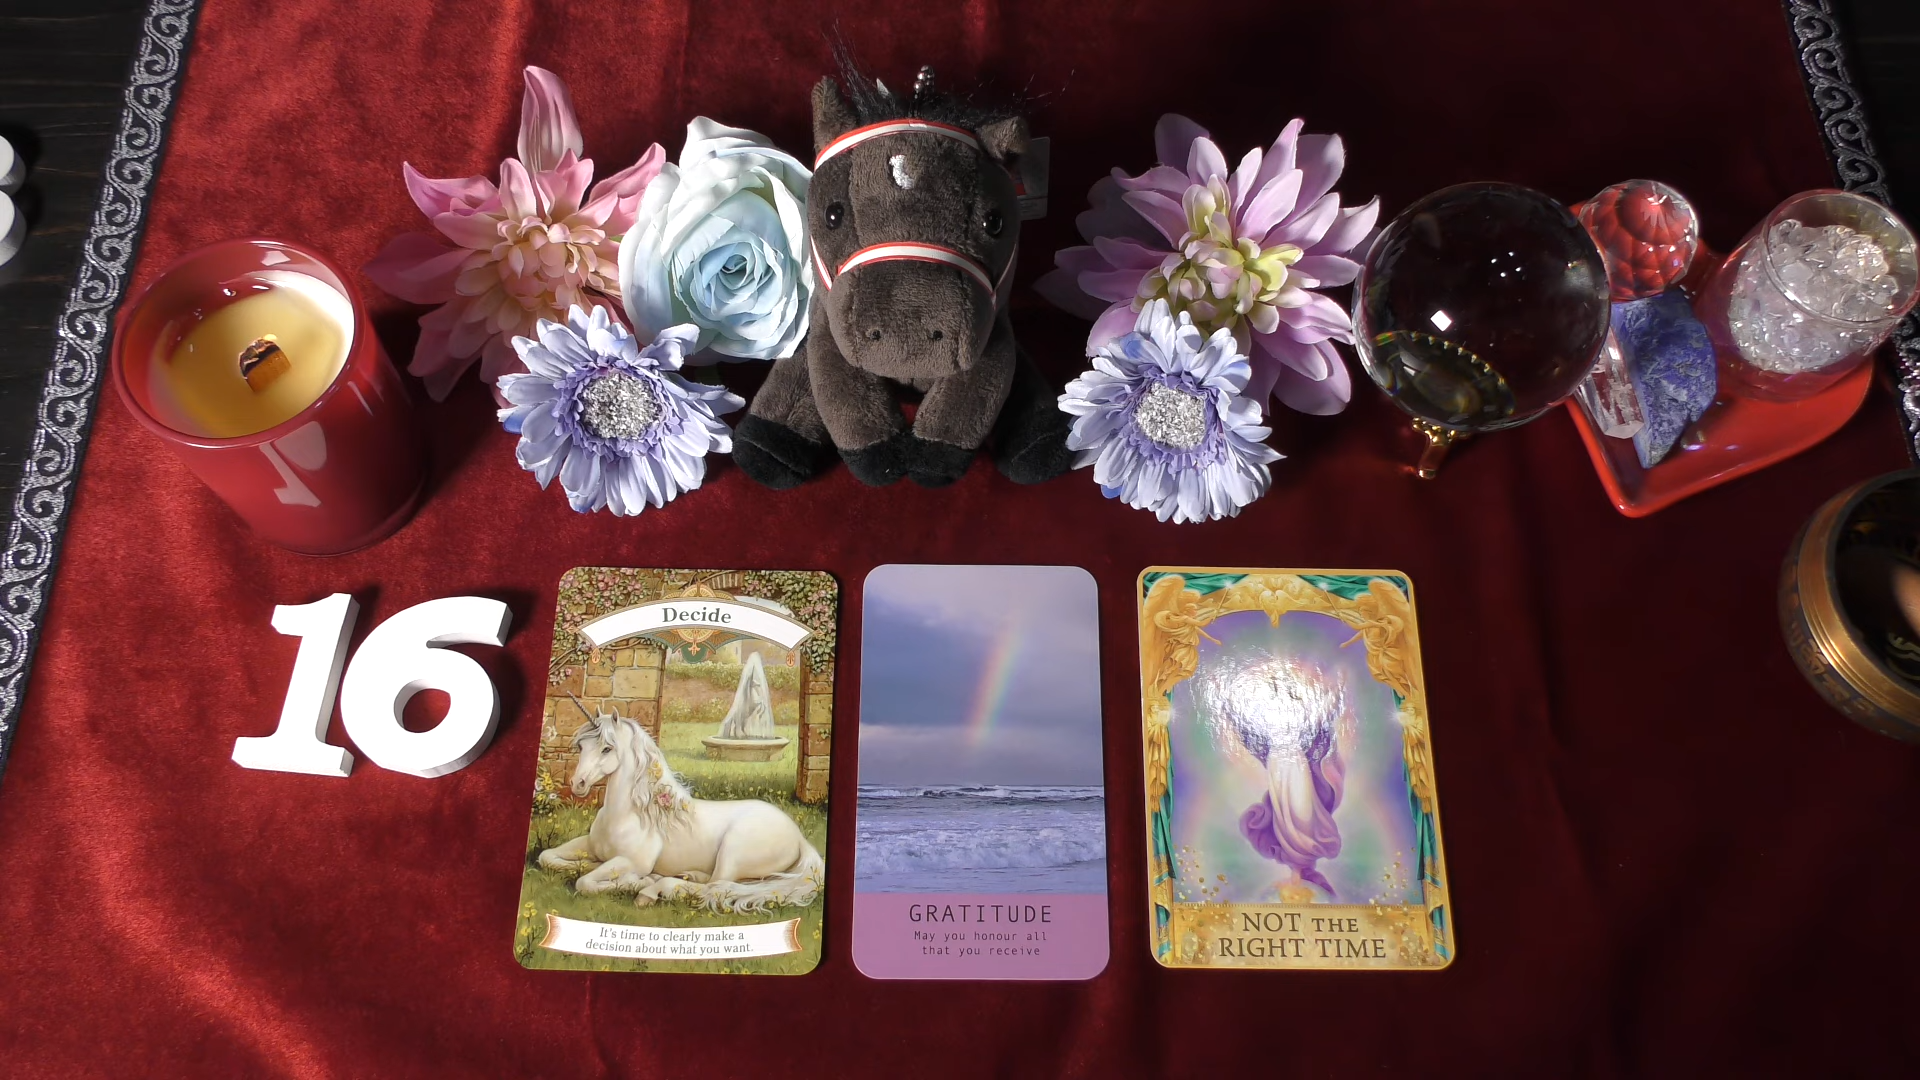 16
Decide
It's time to clearly make a
decision about what you want.
GRATITUDE
May you honour all
that you receive
NOT THE
RIGHT TIME